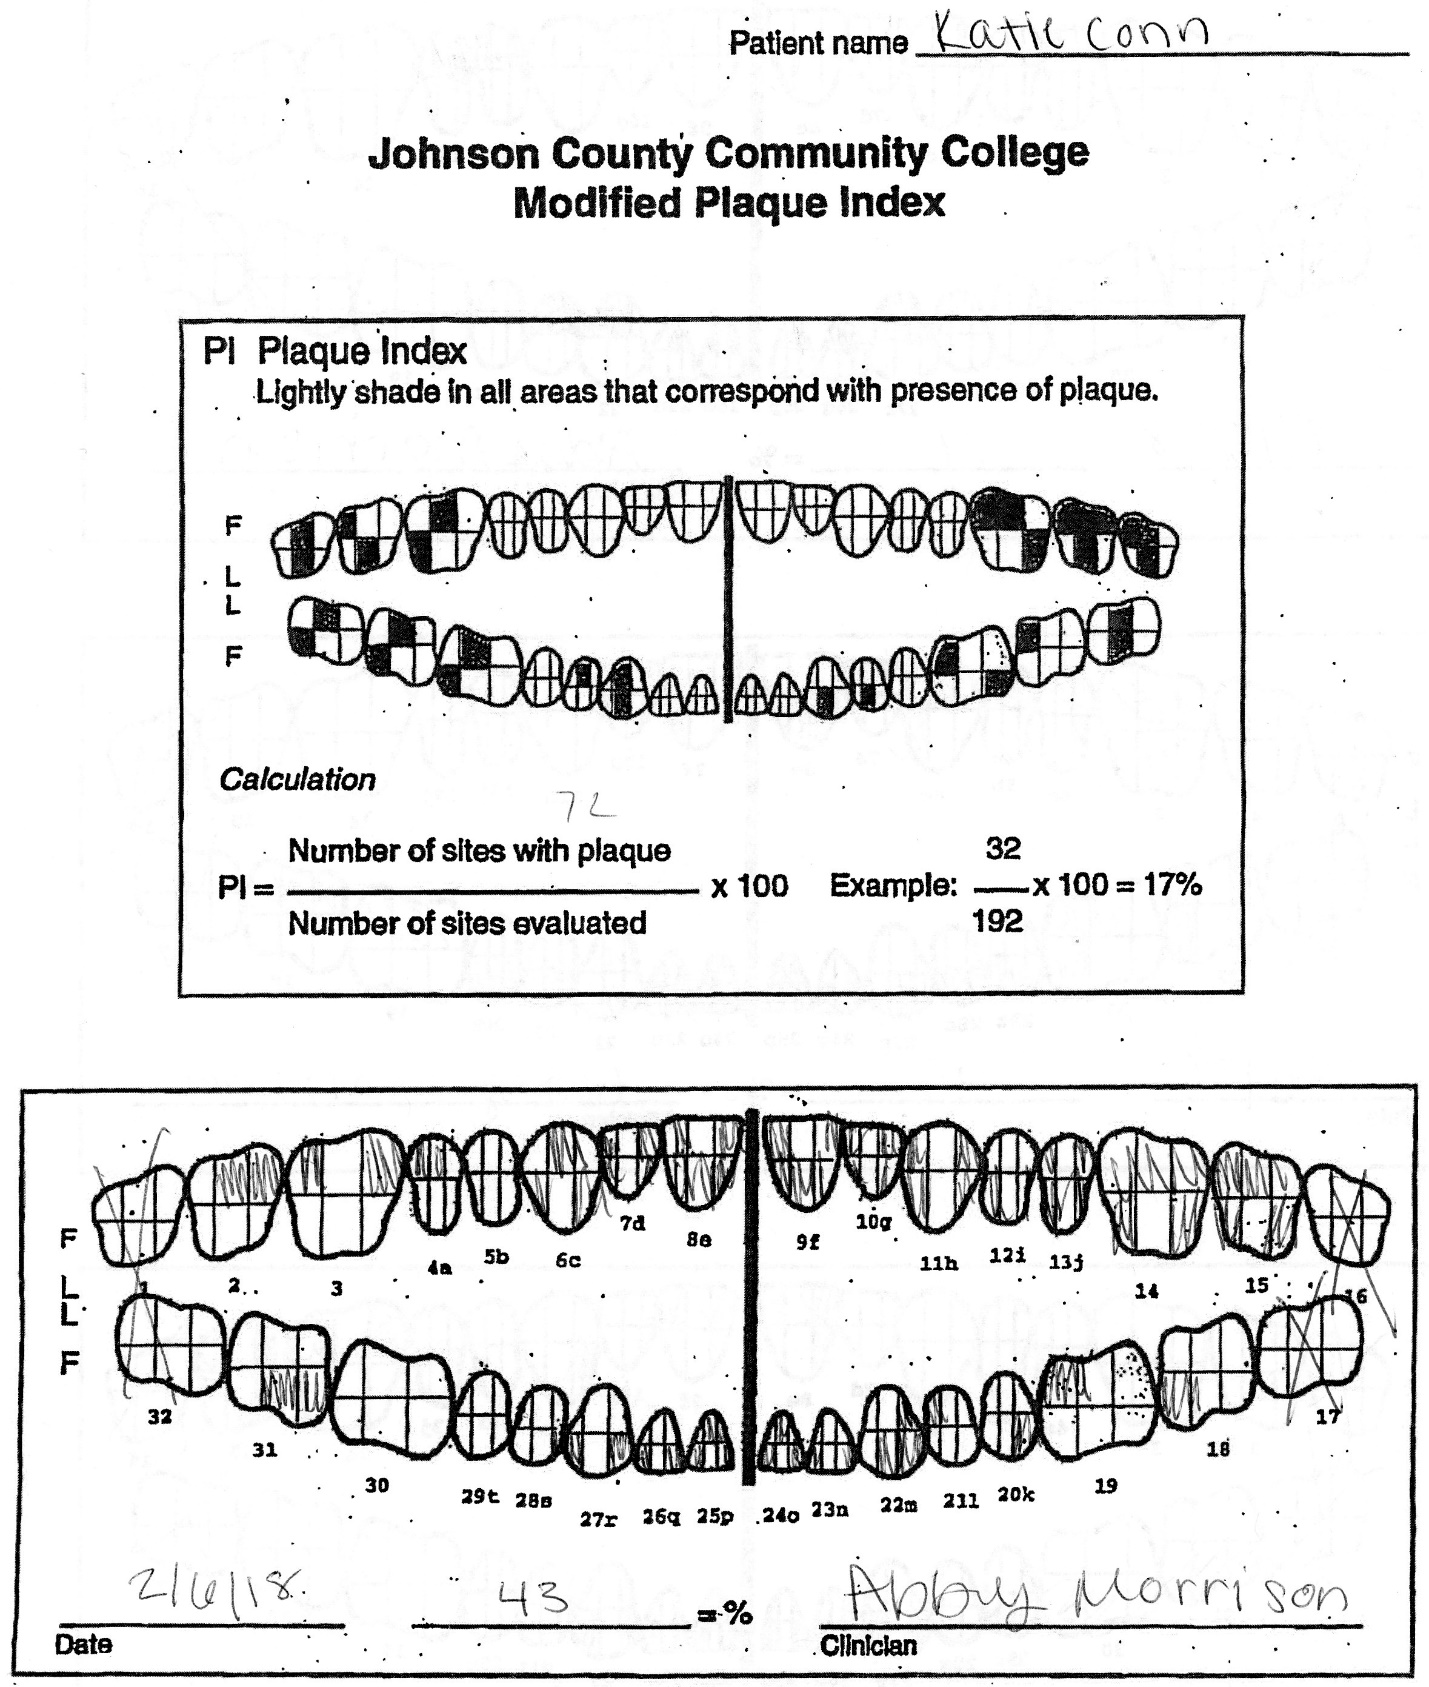 Patient name Katie Conn
Johnson County Community College
Modified Plaque Index
PI Plaque Index
Lightly shade in all areas that correspond with presence of plaque.
F
L
L
F
Calculation
72
Number of sites with plaque
PI = x 100
Number of sites evaluated
32
Example: x 100 = 17%
192
F
L
L
F
1 2 3 4a 5b 6c 7d 8e 9f 10g 11h 12i 13j 14 15 16
32 31 30 29t 28s 27r 26q 25p 24o 23n 22m 21l 20k 19 18 17
2/6/18 43 =% Abby Morrison
Date Clinician